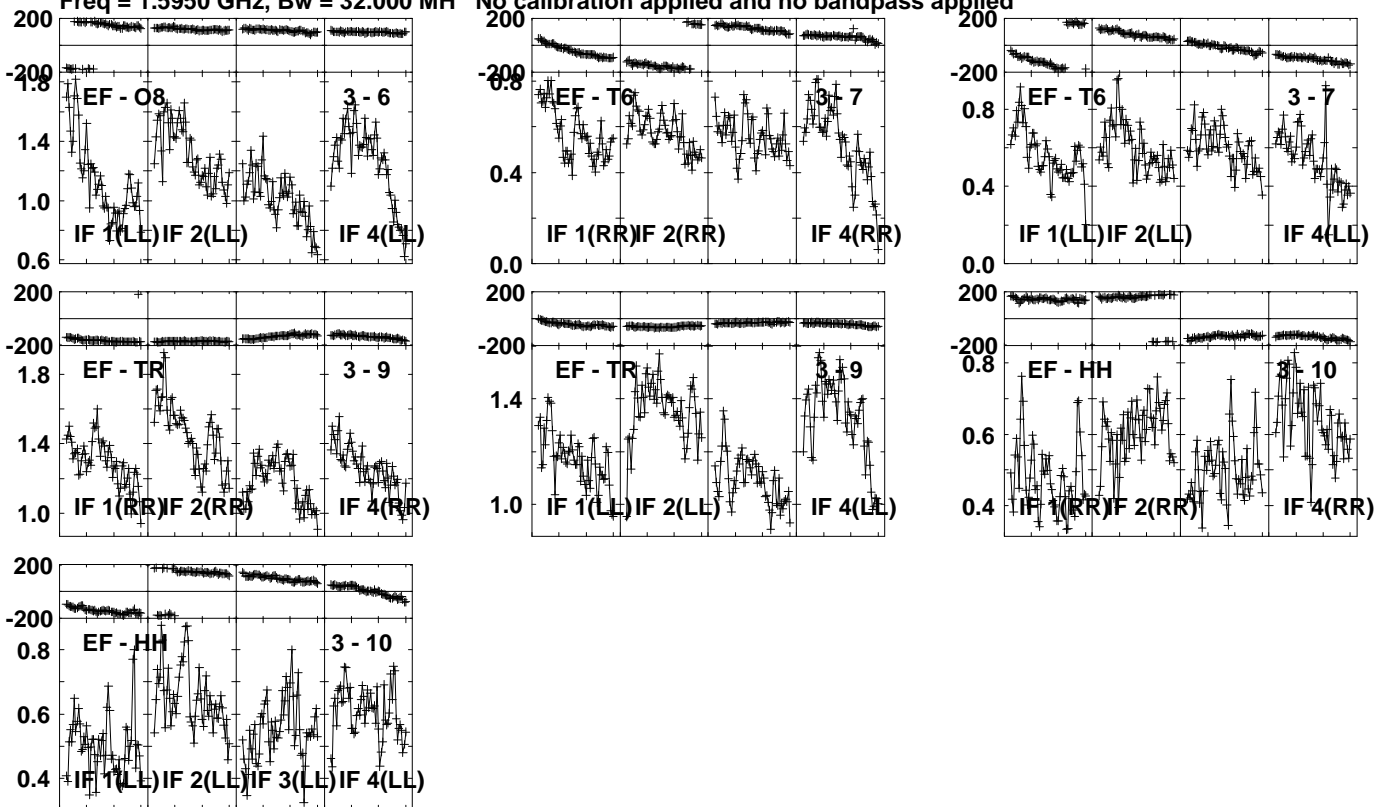 Freq = 1.5950 GHz, Bw = 32.000 MH No calibration applied and no bandpass applied
200
-200
1.8
1.4
1.0
0.6
EF - O8
3 - 6
IF 1(LL)
IF 2(LL)
IF 4(LL)
200
-200
0.8
0.4
0.0
EF - T6
3 - 7
IF 1(RR)
IF 2(RR)
IF 4(RR)
200
-200
0.8
0.4
0.0
EF - T6
3 - 7
IF 1(LL)
IF 2(LL)
IF 4(LL)
200
-200
1.8
1.4
1.0
EF - TR
3 - 9
IF 1(RR)
IF 2(RR)
IF 4(RR)
200
-200
1.4
1.0
EF - TR
3 - 9
IF 1(LL)
IF 2(LL)
IF 4(LL)
200
-200
0.8
0.6
0.4
EF - HH
3 - 10
IF 1(RR)
IF 2(RR)
IF 4(RR)
200
-200
0.8
0.6
0.4
EF - HH
3 - 10
IF 1(LL)
IF 2(LL)
IF 3(LL)
IF 4(LL)